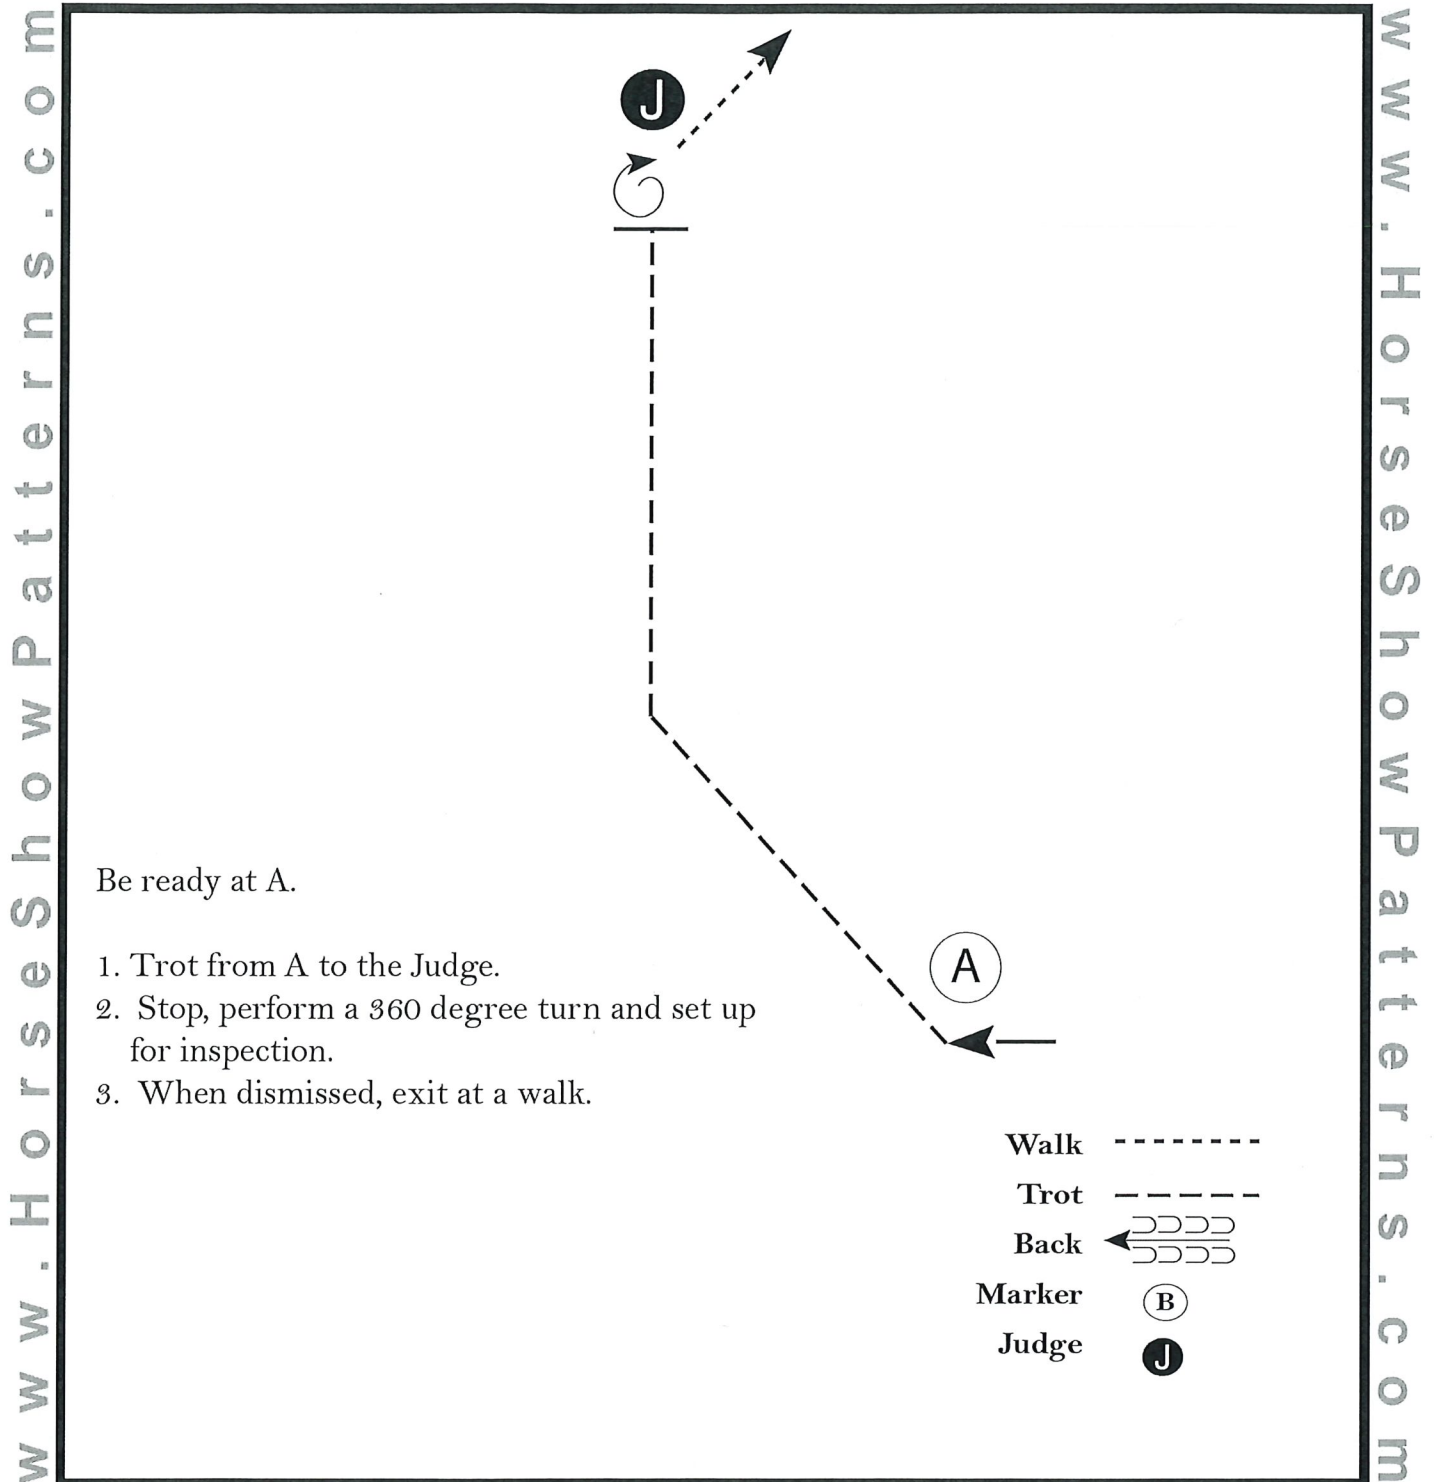 www.HorseShowPatterns.com
J
A
Be ready at A.
1. Trot from A to the Judge.
2. Stop, perform a 360 degree turn and set up
for inspection.
3. When dismissed, exit at a walk.
Walk
Trot
Back
Marker B
Judge J
www.HorseShowPatterns.com